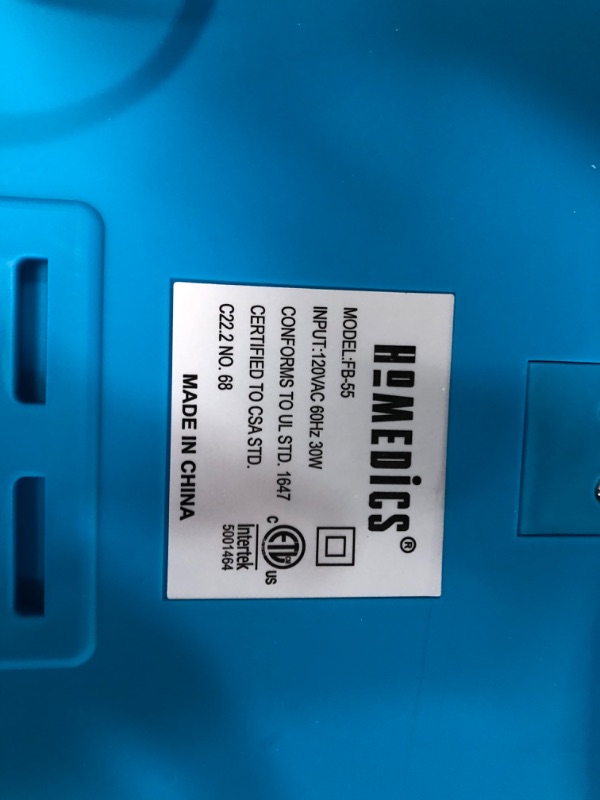 HoMEDiCS®
MODEL:FB-55
INPUT:120VAC 60Hz 30W
CONFORMS TO UL STD. 1647
CERTIFIED TO CSA STD.
C22.2 NO. 68
C ETL US
Intertek
5001464
MADE IN CHINA